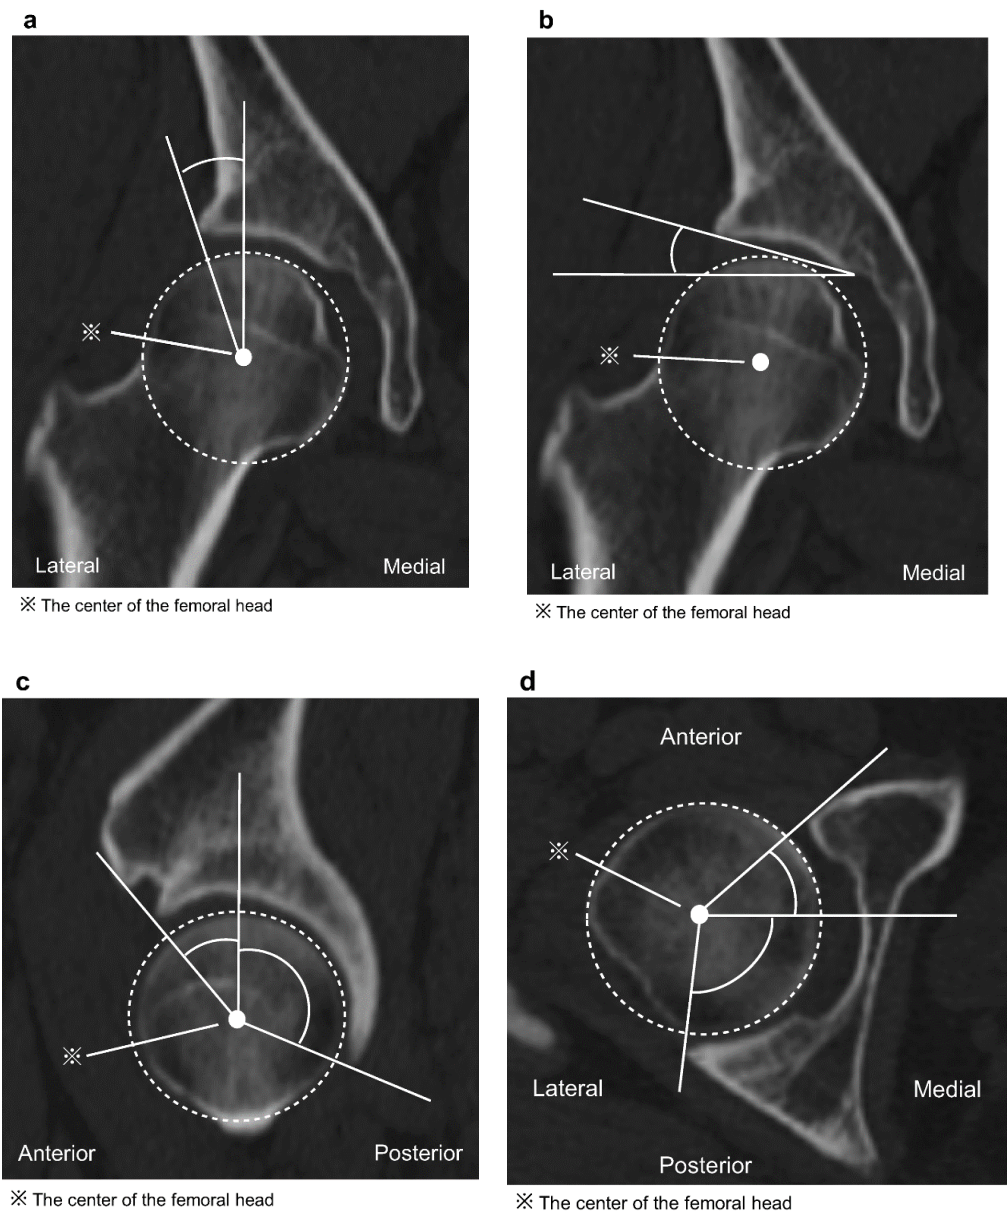 a
b
※
※
Lateral
Medial
Lateral
Medial
※ The center of the femoral head
※ The center of the femoral head
c
d
Anterior
※
※
Lateral
Medial
Anterior
Posterior
Posterior
※ The center of the femoral head
※ The center of the femoral head